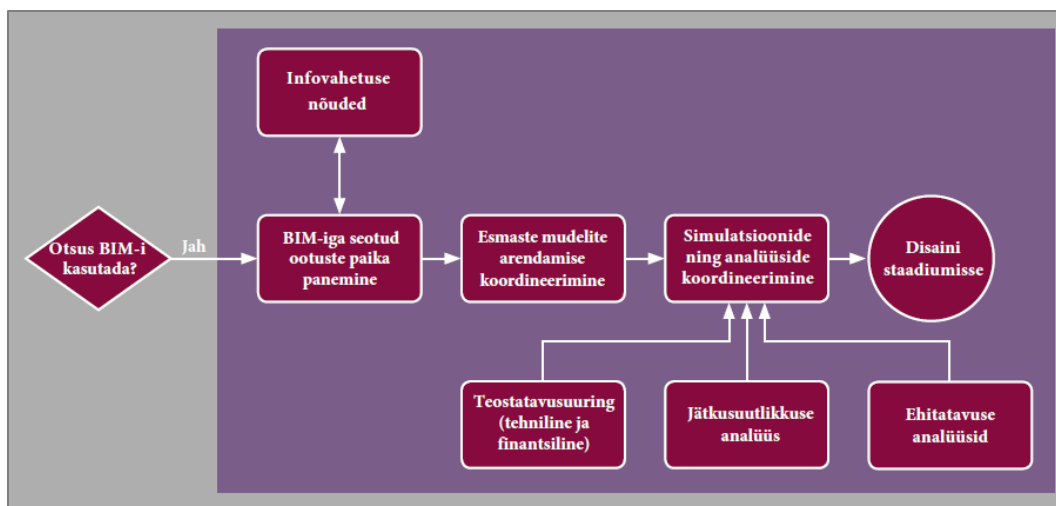 Infovahetuse
nõuded
Otsus BIM-i
kasutada?
Jah
BIM-iga seotud
ootuste paika
panemine
Esmaste mudelite
arendamise
koordineerimine
Simulatsioonide
ning analüüside
koordineerimine
Disaini
staadiumisse
Teostatavusuuring
(tehniline ja
finantsiline)
Jätkusuutlikkuse
analüüs
Ehitatavuse
analüüsid